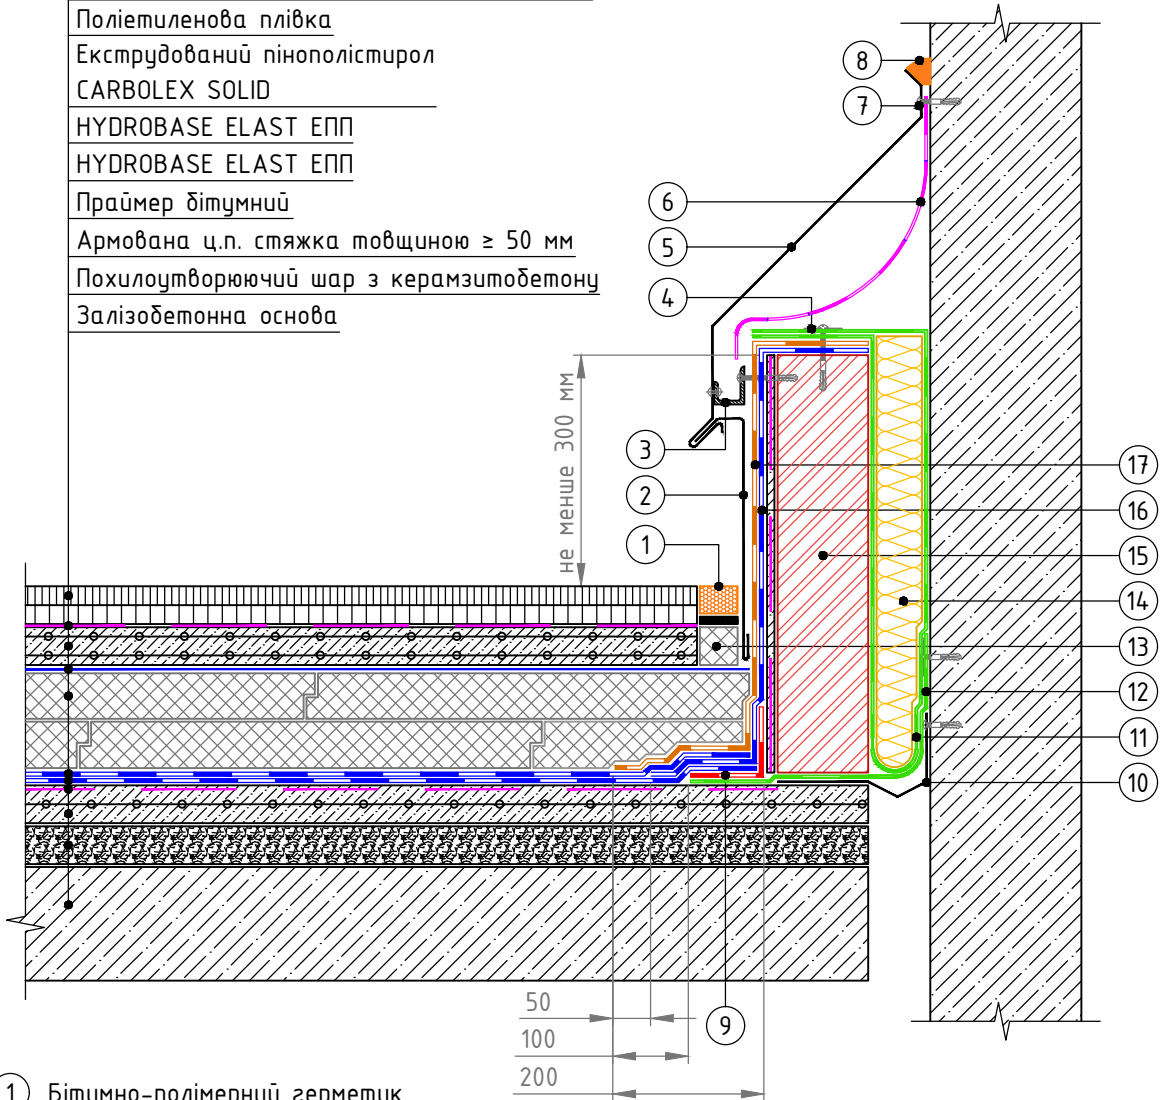 Поліетиленова плівка
Екструдований пінополістирол
CARBOLEX SOLID
HYDROBASE ELAST ЕПП
HYDROBASE ELAST ЕПП
Праймер бітумний
Армована ц.п. стяжка товщиною ≥ 50 мм
Похилоутворюючий шар з керамзитобетону
Залізобетонна основа
8
7
6
5
4
не менше 300 мм
3
2
1
17
16
15
14
13
12
11
10
9
50
100
200
1 Бітумно-полімерний герметик